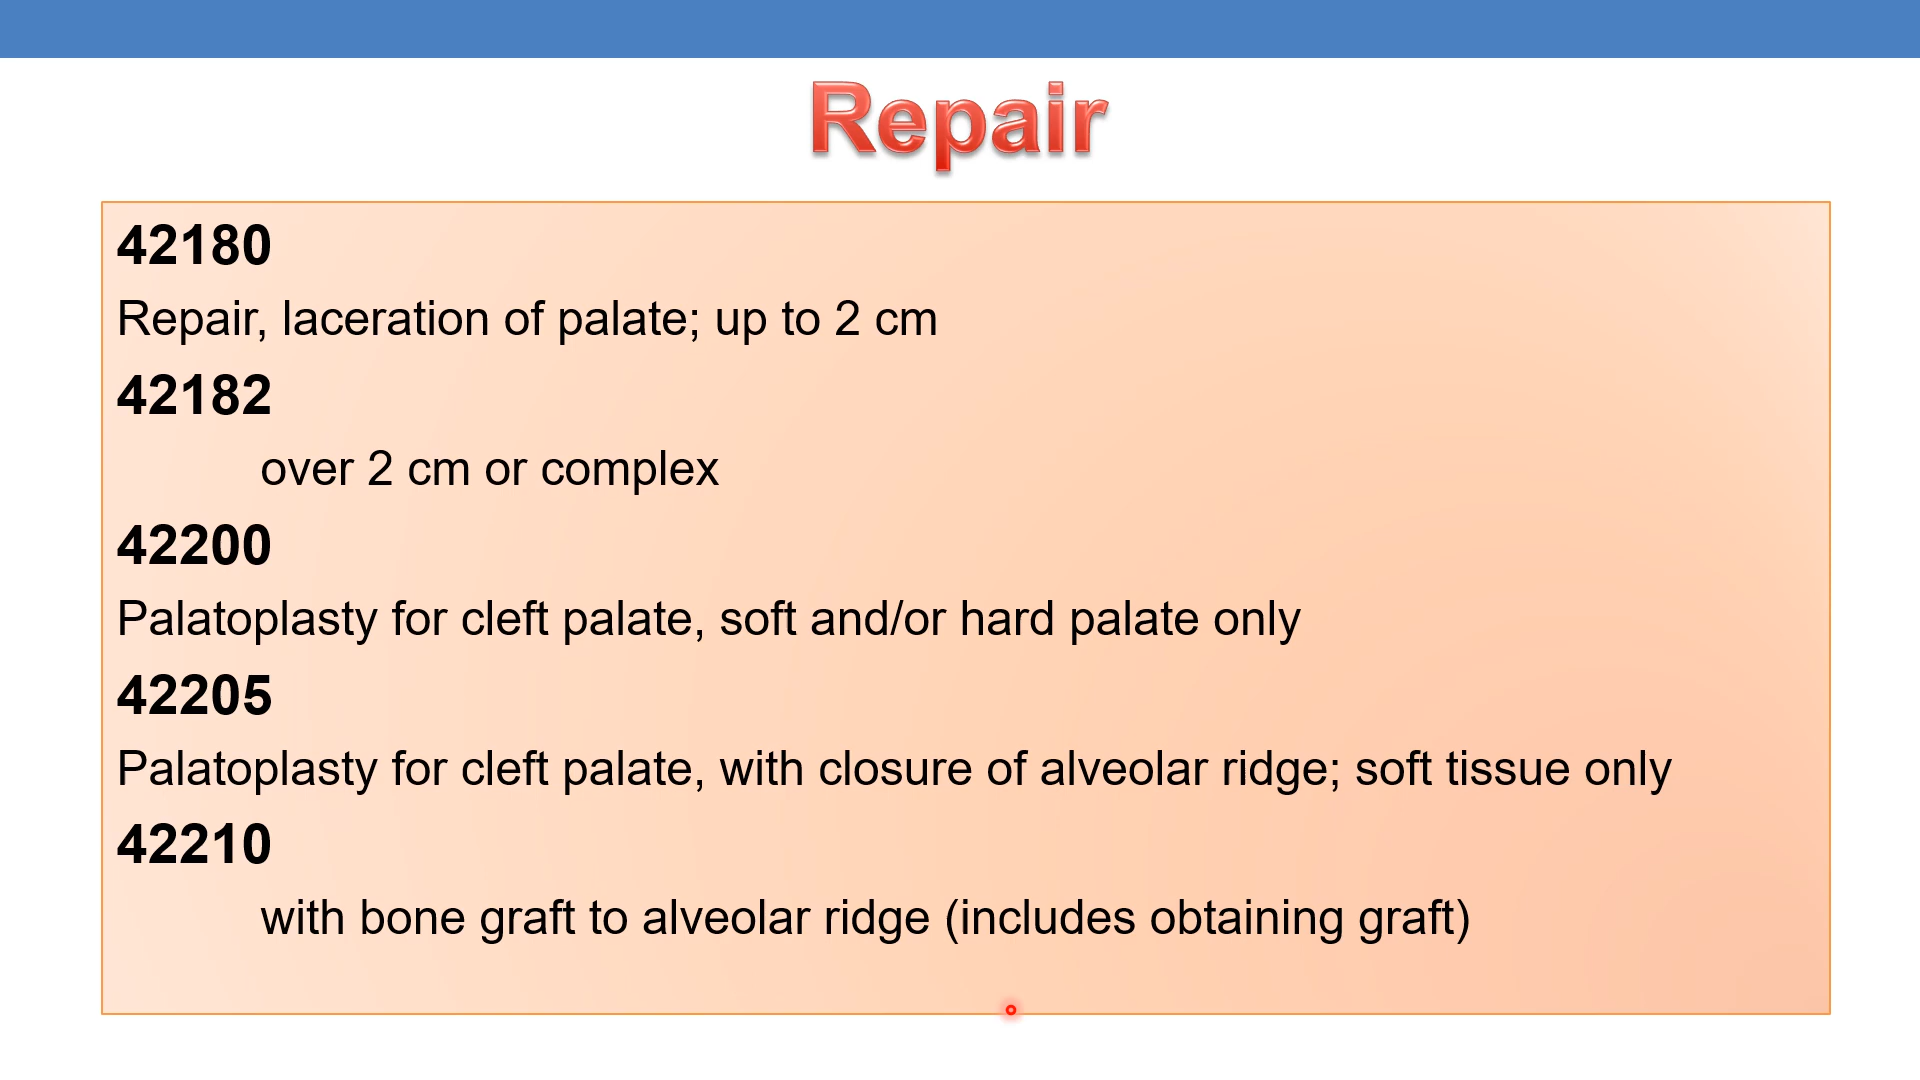 Repair
42180
Repair, laceration of palate; up to 2 cm
42182
over 2 cm or complex
42200
Palatoplasty for cleft palate, soft and/or hard palate only
42205
Palatoplasty for cleft palate, with closure of alveolar ridge; soft tissue only
42210
with bone graft to alveolar ridge (includes obtaining graft)